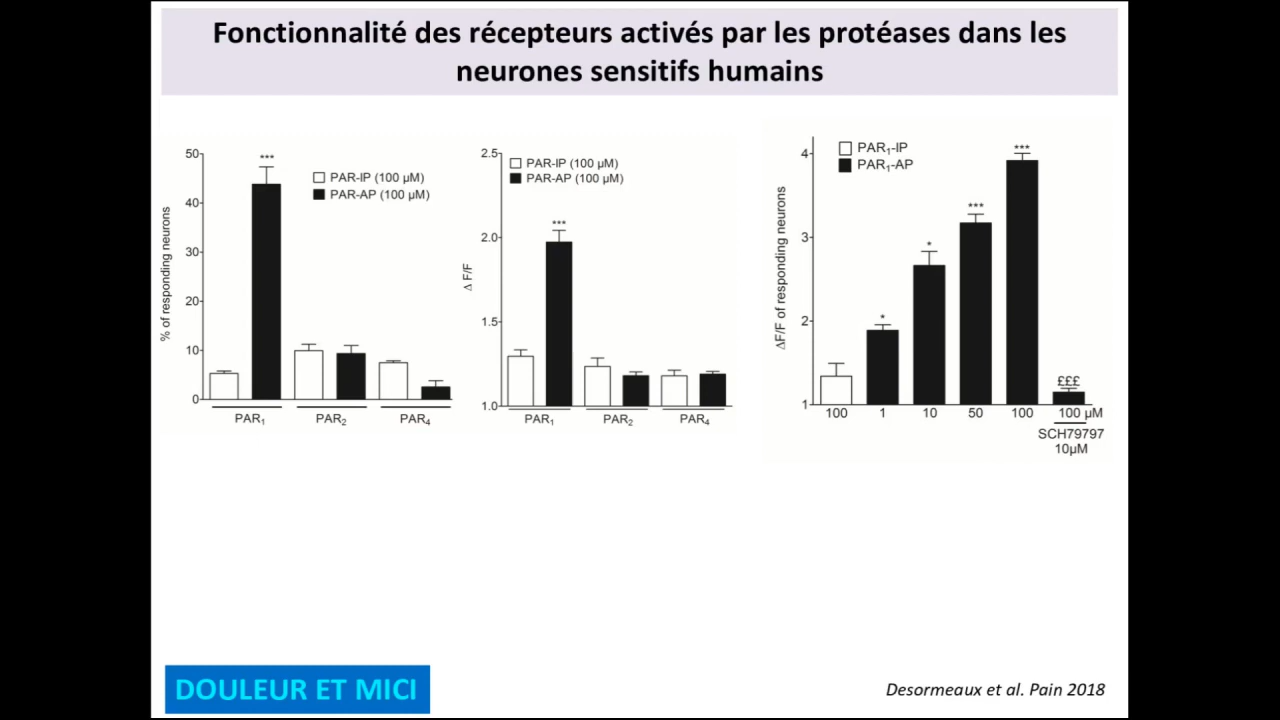 Fonctionnalité des récepteurs activés par les protéases dans les
neurones sensitifs humains
50
40
30
20
10
0
% of responding neurons
***
PAR-IP (100 µM)
PAR-AP (100 µM)
PAR₁
PAR₂
PAR₄
2.5
2.0
1.5
1.0
Δ F/F
PAR-IP (100 µM)
PAR-AP (100 µM)
***
PAR₁
PAR₂
PAR₄
4
3
2
1
ΔF/F of responding neurons
PAR₁-IP
PAR₁-AP
*
*
***
***
£££
100
1
10
50
100
100 µM
SCH79797
10µM
DOULEUR ET MICI
Desormeaux et al. Pain 2018